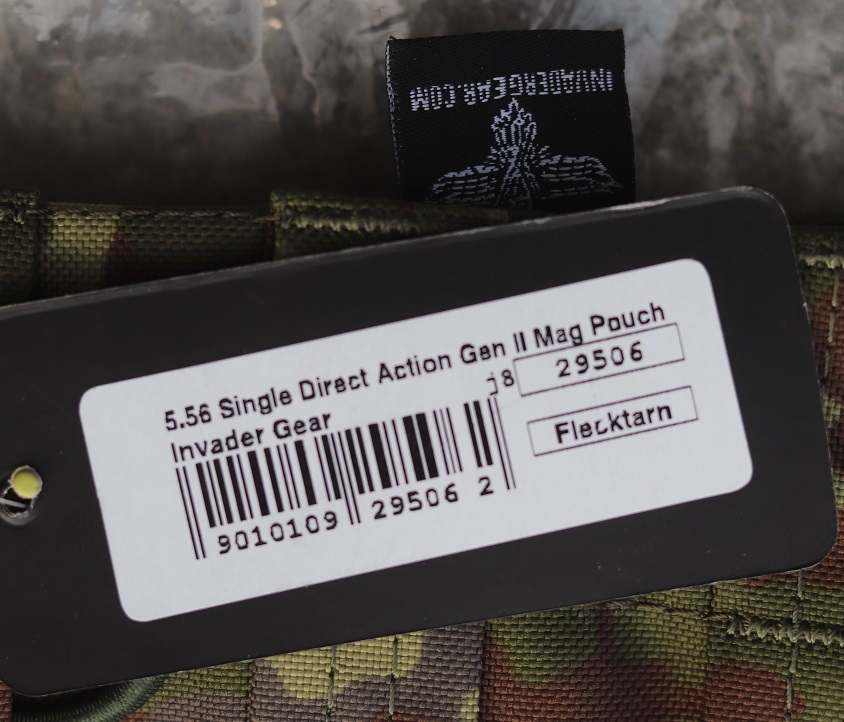 INVADERGEAR.COM
5.56 Single Direct Action Gen II Mag Pouch
Invader Gear
j8
29506
Flecktarn
9010109 29506 2